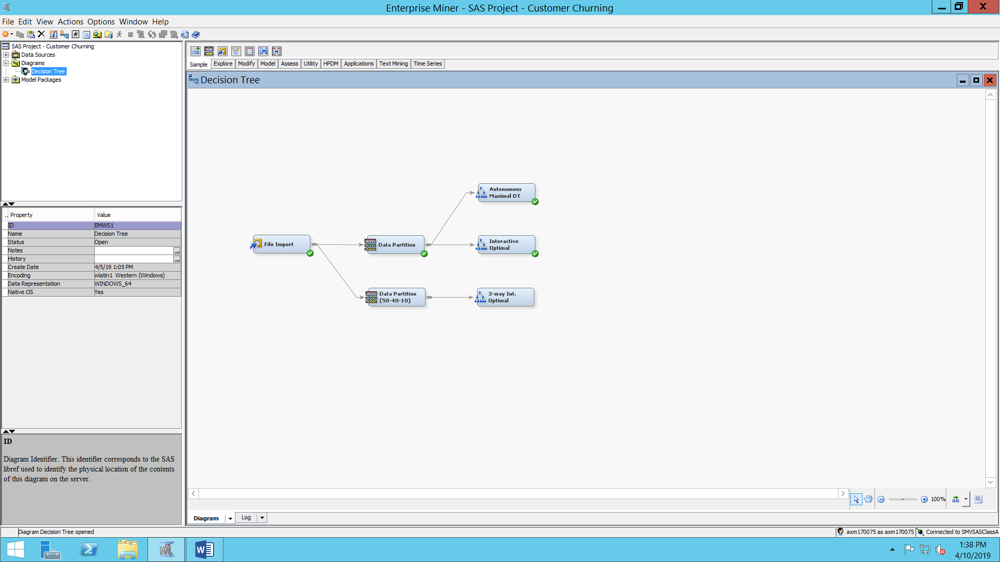 Enterprise Miner - SAS Project - Customer Churning
File Edit View Actions Options Window Help
SAS Project - Customer Churning
Data Sources
Diagrams
Decision Tree
Model Packages
Sample Explore Modify Model Assess Utility HPDM Applications Text Mining Time Series
Decision Tree
Autonomous
Maximal DT
File Import
Data Partition
Interactive
Optimal
Data Partition
(50-40-10)
3-way Int.
Optimal
.. Property Value
ID EMWS1
Name Decision Tree
Status Open
Notes ...
History ...
Create Date 4/5/19 1:05 PM
Encoding wlatin1 Western (Windows)
Data Representation WINDOWS_64
Native OS Yes
ID
Diagram Identifier. This identifier corresponds to the SAS
libref used to identify the physical location of the contents
of this diagram on the server.
100%
Diagram Log
Diagram Decision Tree opened
axm170075 as axm170075 Connected to SMVSASClassA
1:38 PM
4/10/2019